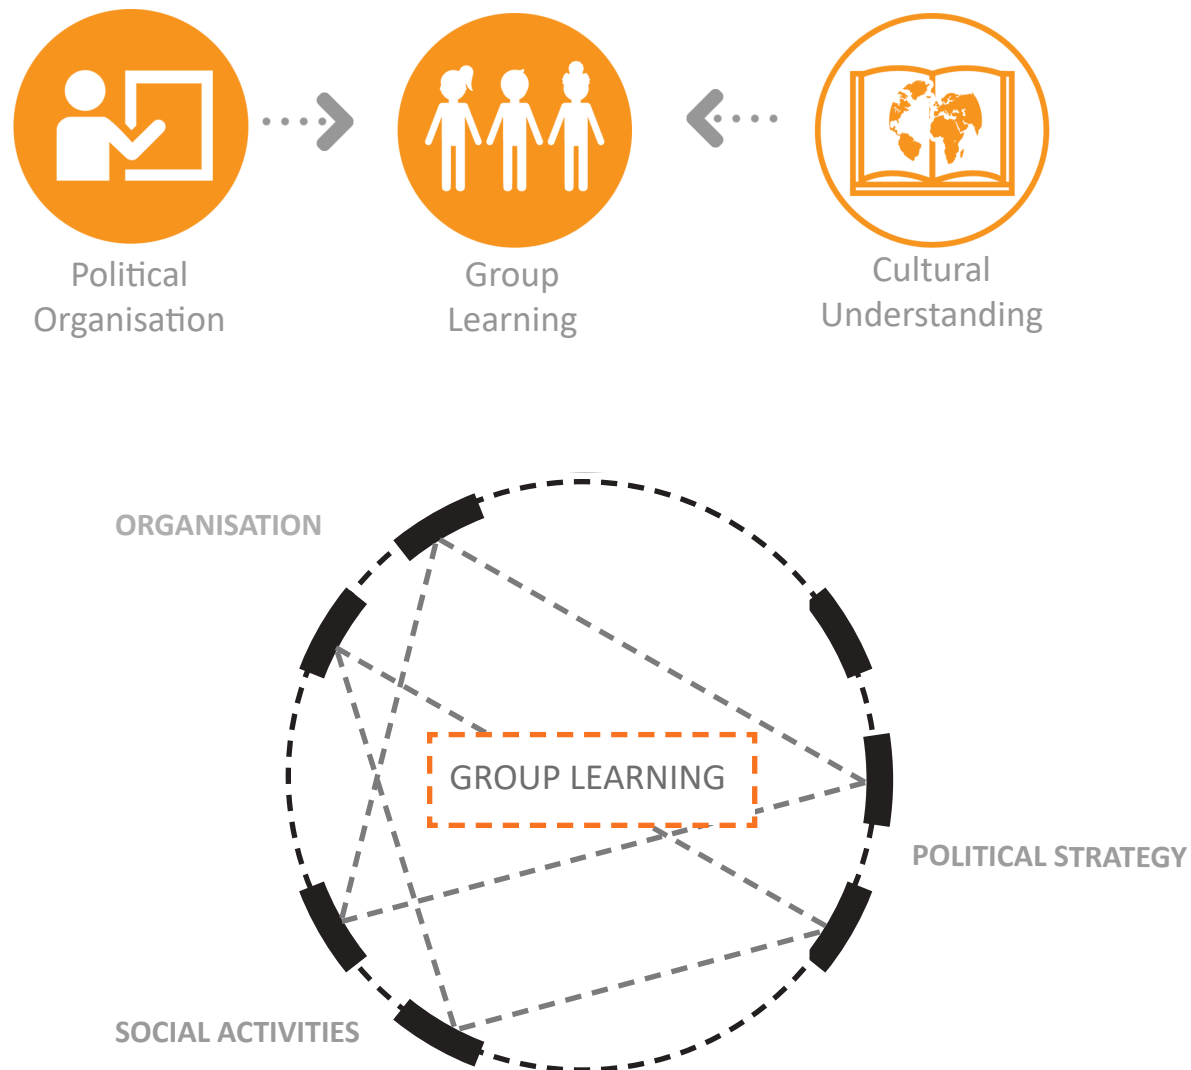 Political
Organisation
Group
Learning
Cultural
Understanding
ORGANISATION
GROUP LEARNING
POLITICAL STRATEGY
SOCIAL ACTIVITIES